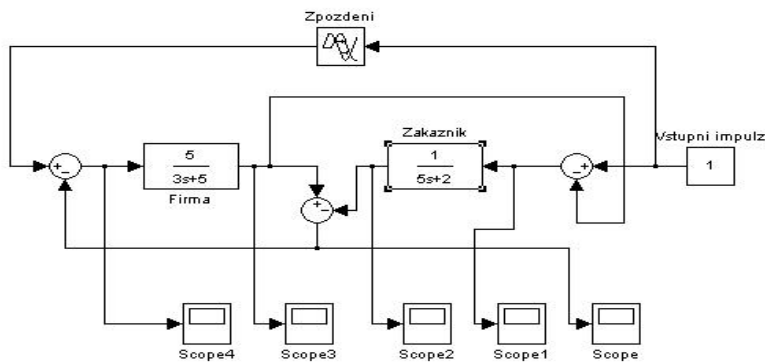 Zpozdeni
Zakaznik
Vstupni impulz
+
−
5
3s+5
Firma
+
−
1
5s+2
+
−
1
Scope4
Scope3
Scope2
Scope1
Scope